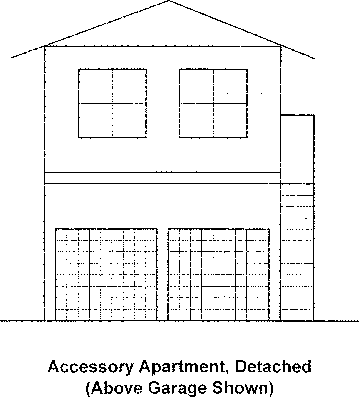 Accessory Apartment, Detached
(Above Garage Shown)